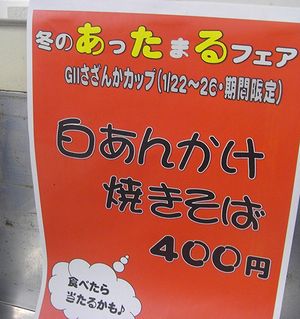 冬のあったまるフェア
GIIさざんかカップ(1/22～26・期間限定)
白あんかけ
焼きそば
400円
食べたら
当たるかも♪